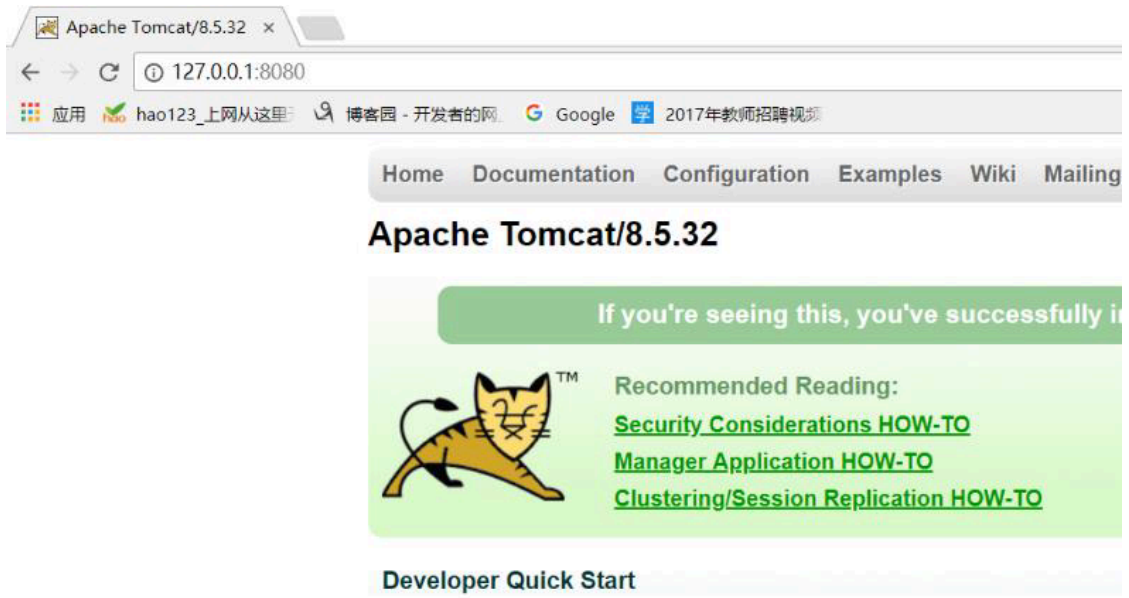 Apache Tomcat/8.5.32
127.0.0.1:8080
应用 hao123_上网从这里 博客园 - 开发者的网 Google 学 2017年教师招聘视频
Home Documentation Configuration Examples Wiki Mailing
Apache Tomcat/8.5.32
If you're seeing this, you've successfully
TM
Recommended Reading:
Security Considerations HOW-TO
Manager Application HOW-TO
Clustering/Session Replication HOW-TO
Developer Quick Start